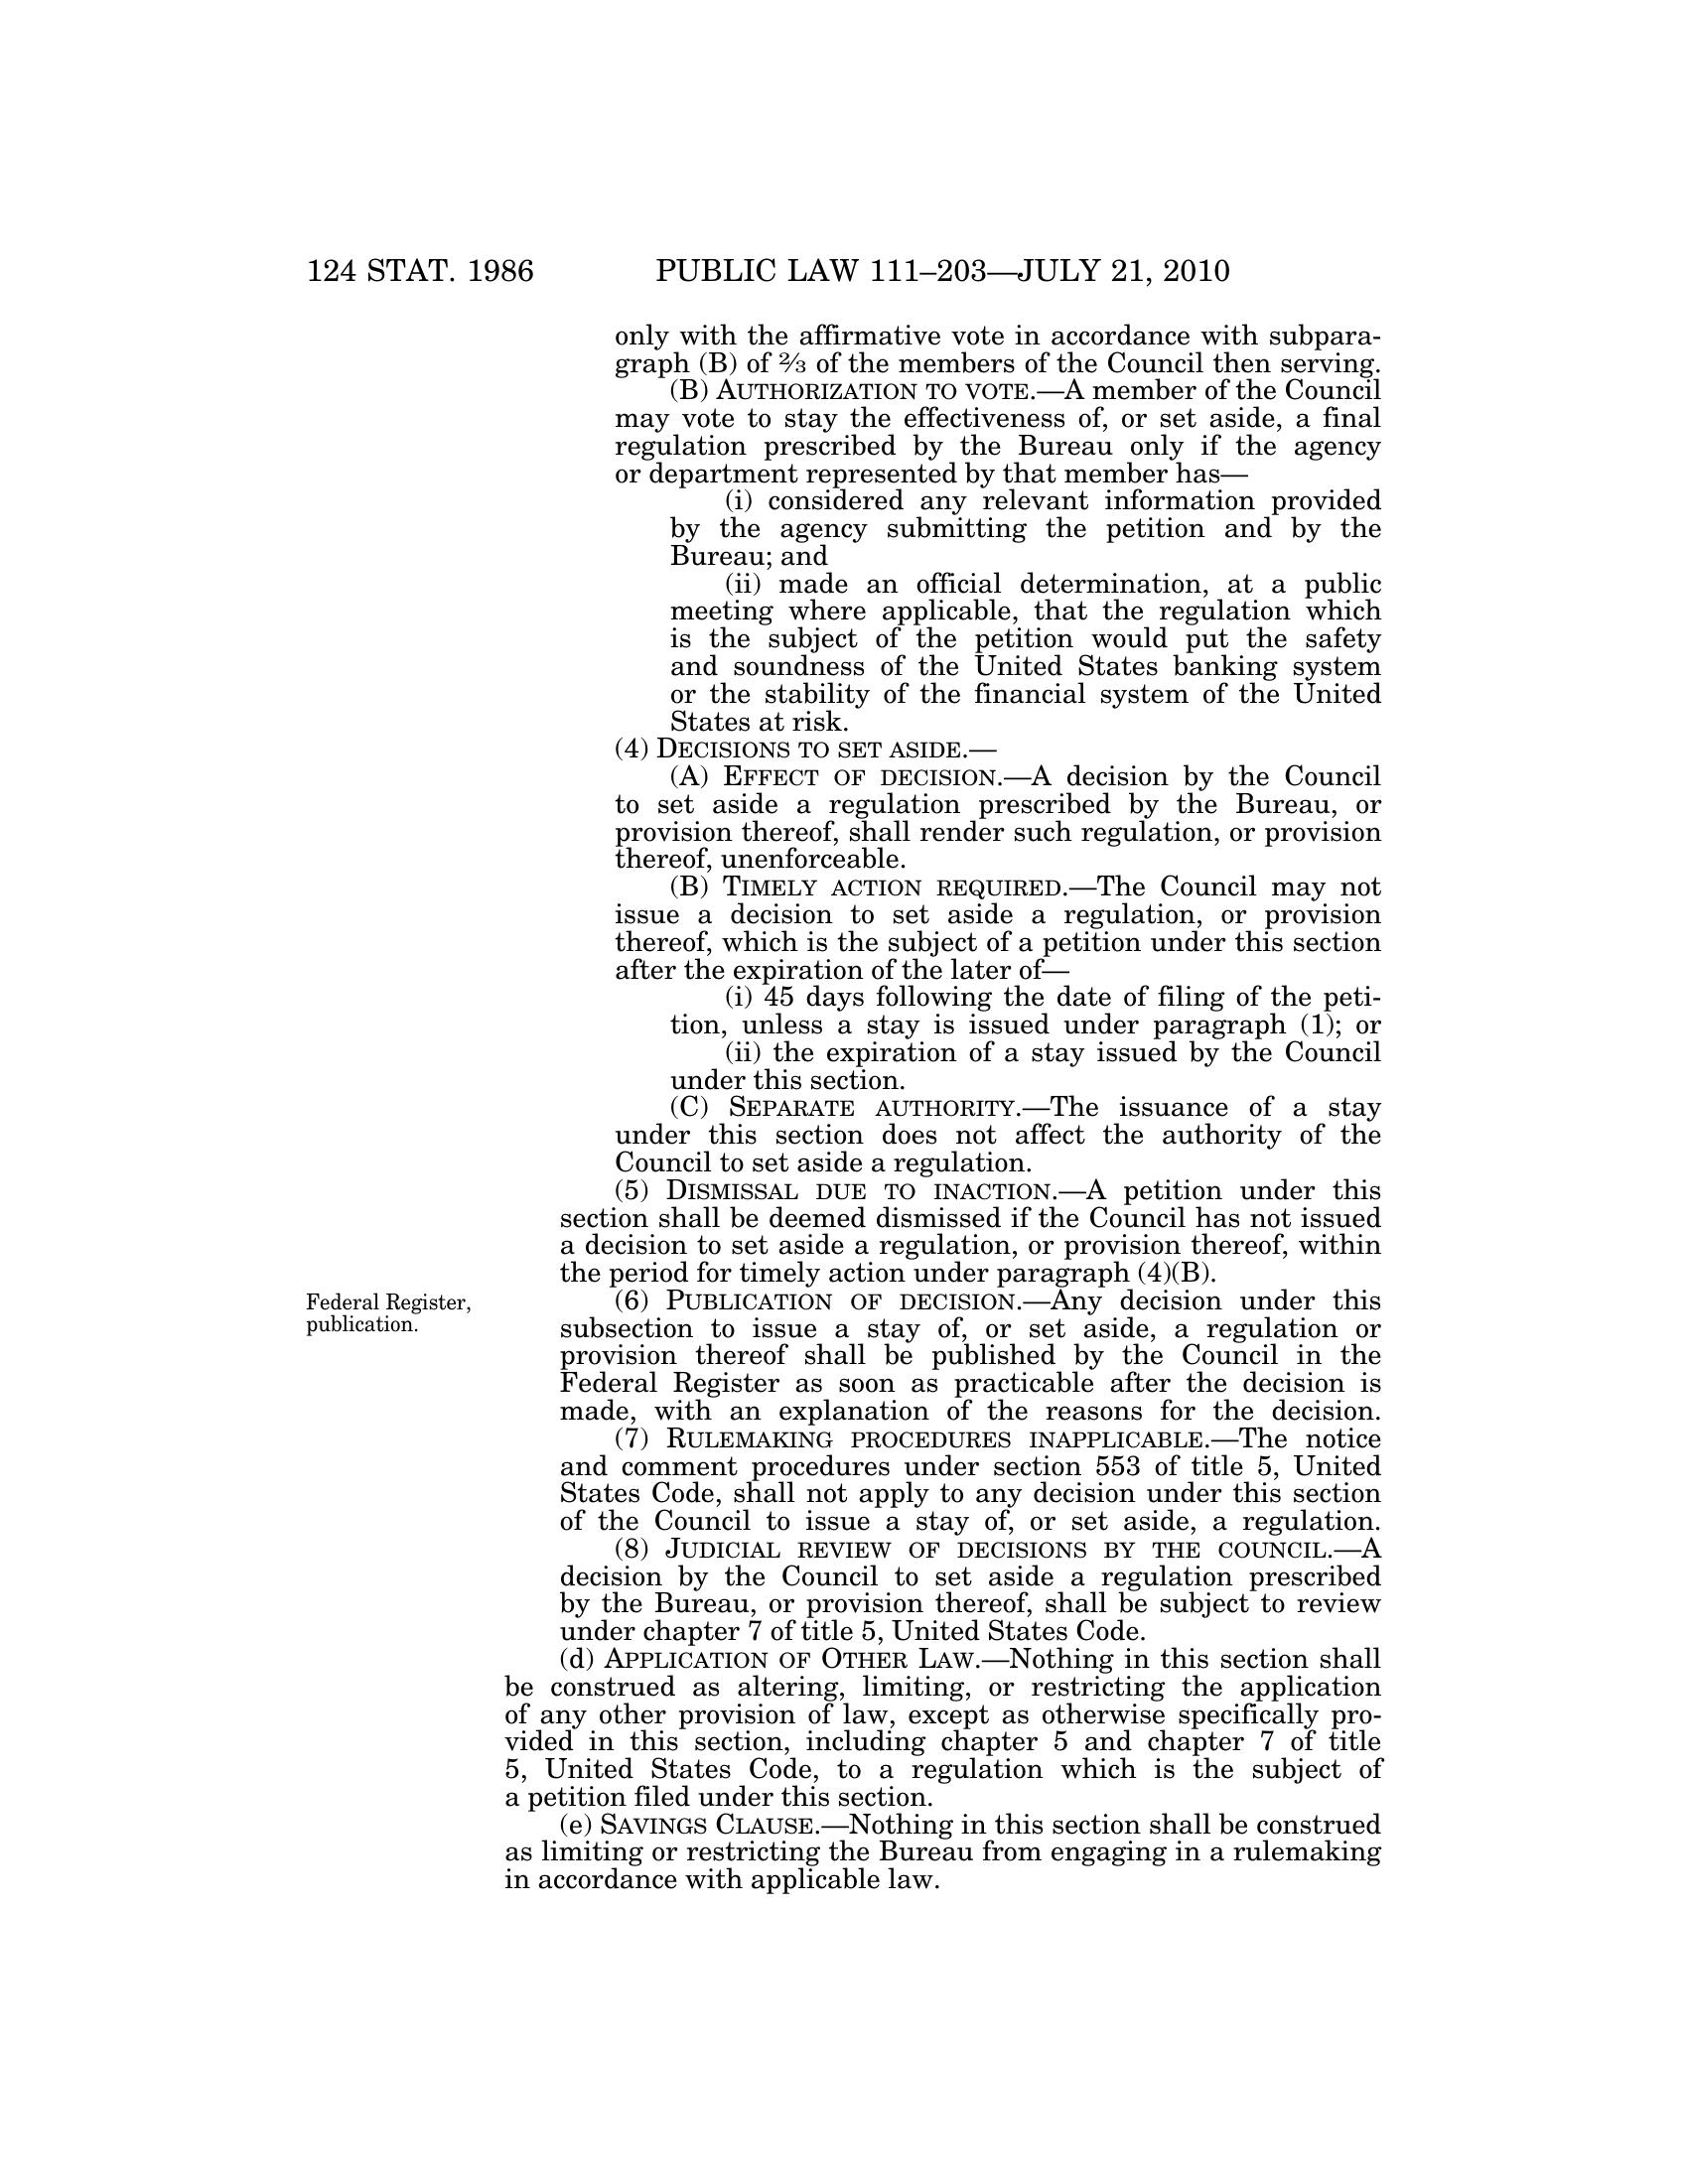 124 STAT. 1986 PUBLIC LAW 111–203—JULY 21, 2010
only with the affirmative vote in accordance with subpara-
graph (B) of ⅔ of the members of the Council then serving.
(B) AUTHORIZATION TO VOTE.—A member of the Council
may vote to stay the effectiveness of, or set aside, a final
regulation prescribed by the Bureau only if the agency
or department represented by that member has—
(i) considered any relevant information provided
by the agency submitting the petition and by the
Bureau; and
(ii) made an official determination, at a public
meeting where applicable, that the regulation which
is the subject of the petition would put the safety
and soundness of the United States banking system
or the stability of the financial system of the United
States at risk.
(4) DECISIONS TO SET ASIDE.—
(A) EFFECT OF DECISION.—A decision by the Council
to set aside a regulation prescribed by the Bureau, or
provision thereof, shall render such regulation, or provision
thereof, unenforceable.
(B) TIMELY ACTION REQUIRED.—The Council may not
issue a decision to set aside a regulation, or provision
thereof, which is the subject of a petition under this section
after the expiration of the later of—
(i) 45 days following the date of filing of the peti-
tion, unless a stay is issued under paragraph (1); or
(ii) the expiration of a stay issued by the Council
under this section.
(C) SEPARATE AUTHORITY.—The issuance of a stay
under this section does not affect the authority of the
Council to set aside a regulation.
(5) DISMISSAL DUE TO INACTION.—A petition under this
section shall be deemed dismissed if the Council has not issued
a decision to set aside a regulation, or provision thereof, within
the period for timely action under paragraph (4)(B).
Federal Register,
publication.
(6) PUBLICATION OF DECISION.—Any decision under this
subsection to issue a stay of, or set aside, a regulation or
provision thereof shall be published by the Council in the
Federal Register as soon as practicable after the decision is
made, with an explanation of the reasons for the decision.
(7) RULEMAKING PROCEDURES INAPPLICABLE.—The notice
and comment procedures under section 553 of title 5, United
States Code, shall not apply to any decision under this section
of the Council to issue a stay of, or set aside, a regulation.
(8) JUDICIAL REVIEW OF DECISIONS BY THE COUNCIL.—A
decision by the Council to set aside a regulation prescribed
by the Bureau, or provision thereof, shall be subject to review
under chapter 7 of title 5, United States Code.
(d) APPLICATION OF OTHER LAW.—Nothing in this section shall
be construed as altering, limiting, or restricting the application
of any other provision of law, except as otherwise specifically pro-
vided in this section, including chapter 5 and chapter 7 of title
5, United States Code, to a regulation which is the subject of
a petition filed under this section.
(e) SAVINGS CLAUSE.—Nothing in this section shall be construed
as limiting or restricting the Bureau from engaging in a rulemaking
in accordance with applicable law.